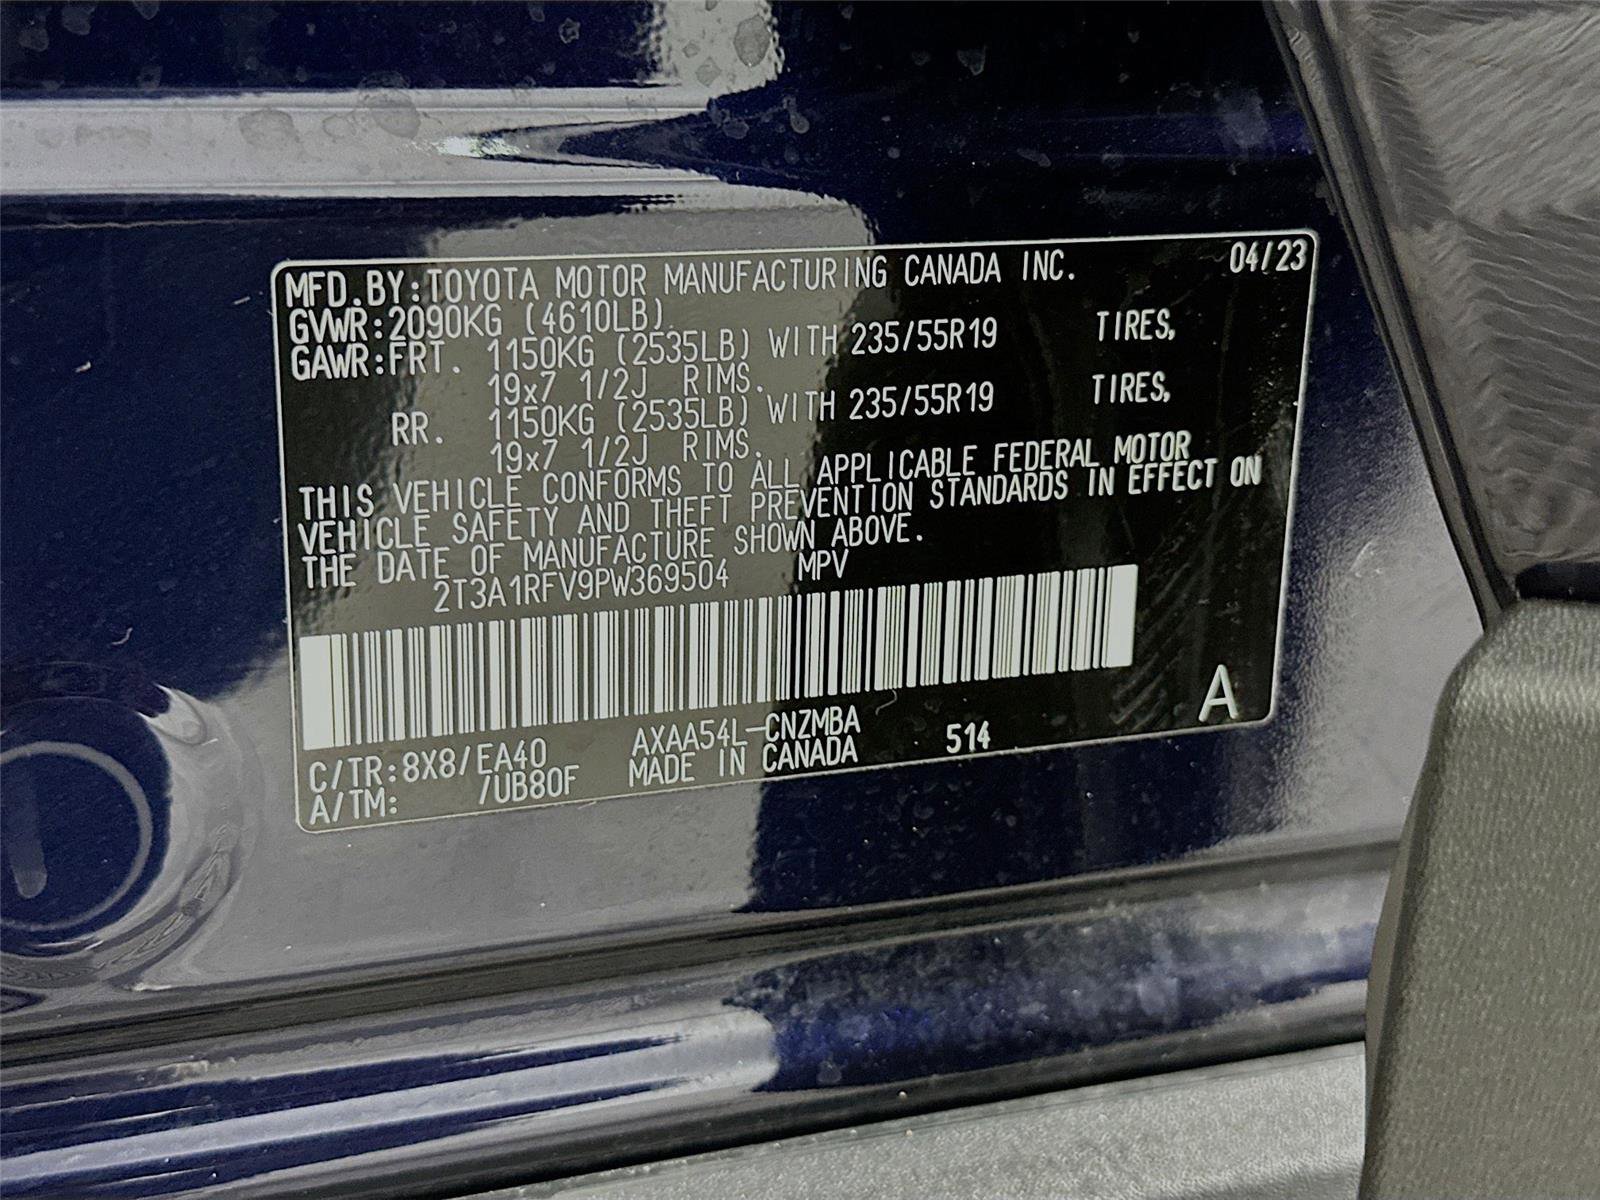 MFD.BY:TOYOTA MOTOR MANUFACTURING CANADA INC. 04/23
GVWR:2090KG (4610LB)
GAWR:FRT. 1150KG (2535LB) WITH 235/55R19 TIRES,
19x7 1/2J RIMS.
RR. 1150KG (2535LB) WITH 235/55R19 TIRES,
19x7 1/2J RIMS.
THIS VEHICLE CONFORMS TO ALL APPLICABLE FEDERAL MOTOR
VEHICLE SAFETY AND THEFT PREVENTION STANDARDS IN EFFECT ON
THE DATE OF MANUFACTURE SHOWN ABOVE.
2T3A1RFV9PW369504 MPV
A
C/TR:8X8/EA40 AXAA54L-CNZMBA 514
A/TM: /UB80F MADE IN CANADA